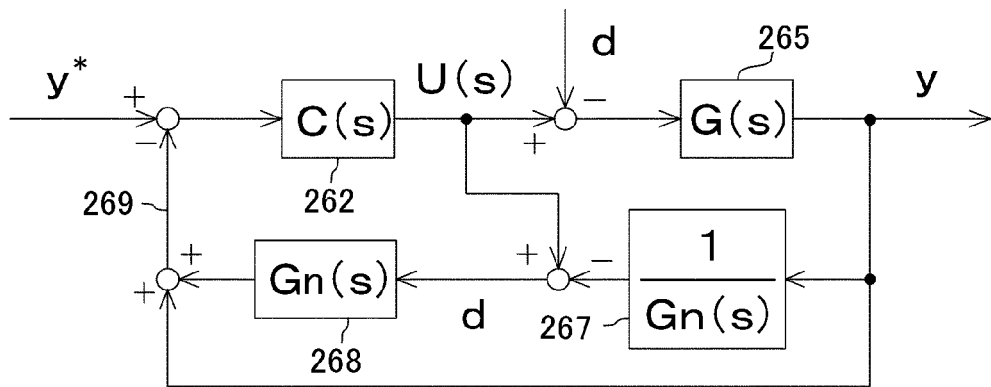 d
265
y*
U(s)
y
+
−
C(s)
−
+
G(s)
262
269
+
+
Gn(s)
268
d
+
−
267
1
Gn(s)